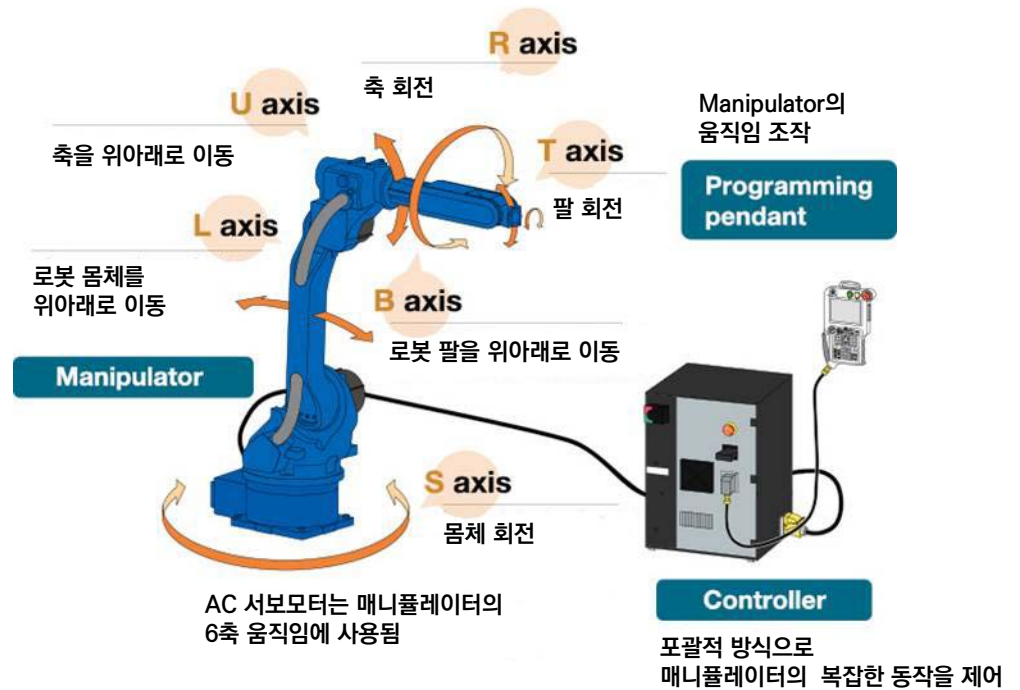 R axis
축 회전
U axis
축을 위아래로 이동
Manipulator의
움직임 조작
T axis
팔 회전
Programming
pendant
L axis
로봇 몸체를
위아래로 이동
B axis
로봇 팔을 위아래로 이동
Manipulator
S axis
몸체 회전
AC 서보모터는 매니퓰레이터의
6축 움직임에 사용됨
Controller
포괄적 방식으로
매니퓰레이터의 복잡한 동작을 제어